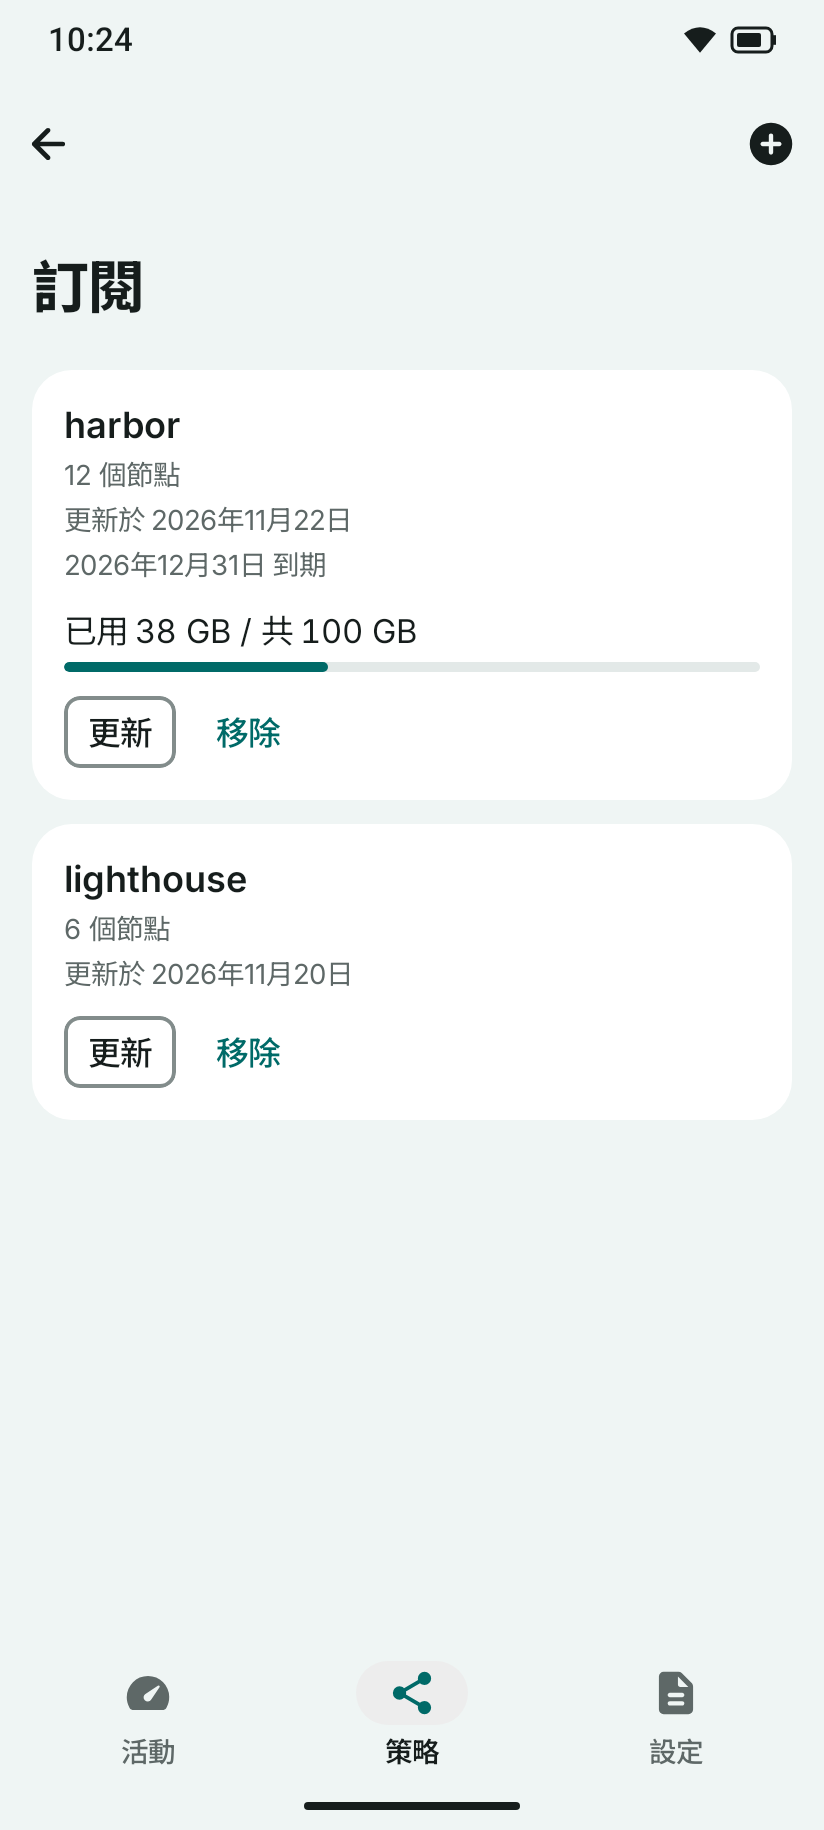 10:24
訂閱
harbor
12 個節點
更新於 2026年11月22日
2026年12月31日 到期
已用 38 GB / 共 100 GB
更新 移除
lighthouse
6 個節點
更新於 2026年11月20日
更新 移除
活動 策略 設定